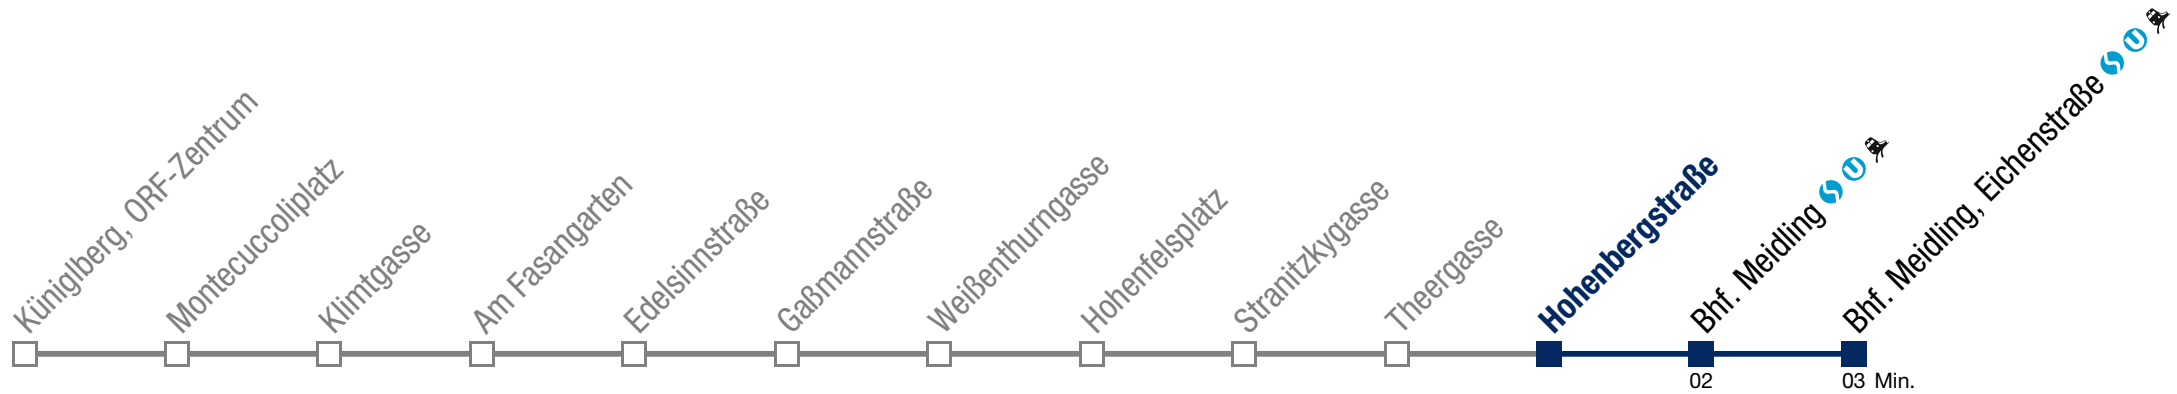 Küniglberg, ORF-Zentrum
Montecuccoliplatz
Klimtgasse
Am Fasangarten
Edelsinnstraße
Gaßmannstraße
Weißenthurngasse
Hohenfelsplatz
Stranitzkygasse
Theergasse
Hohenbergstraße
Bhf. Meidling S U
Bhf. Meidling, Eichenstraße S U
02
03 Min.